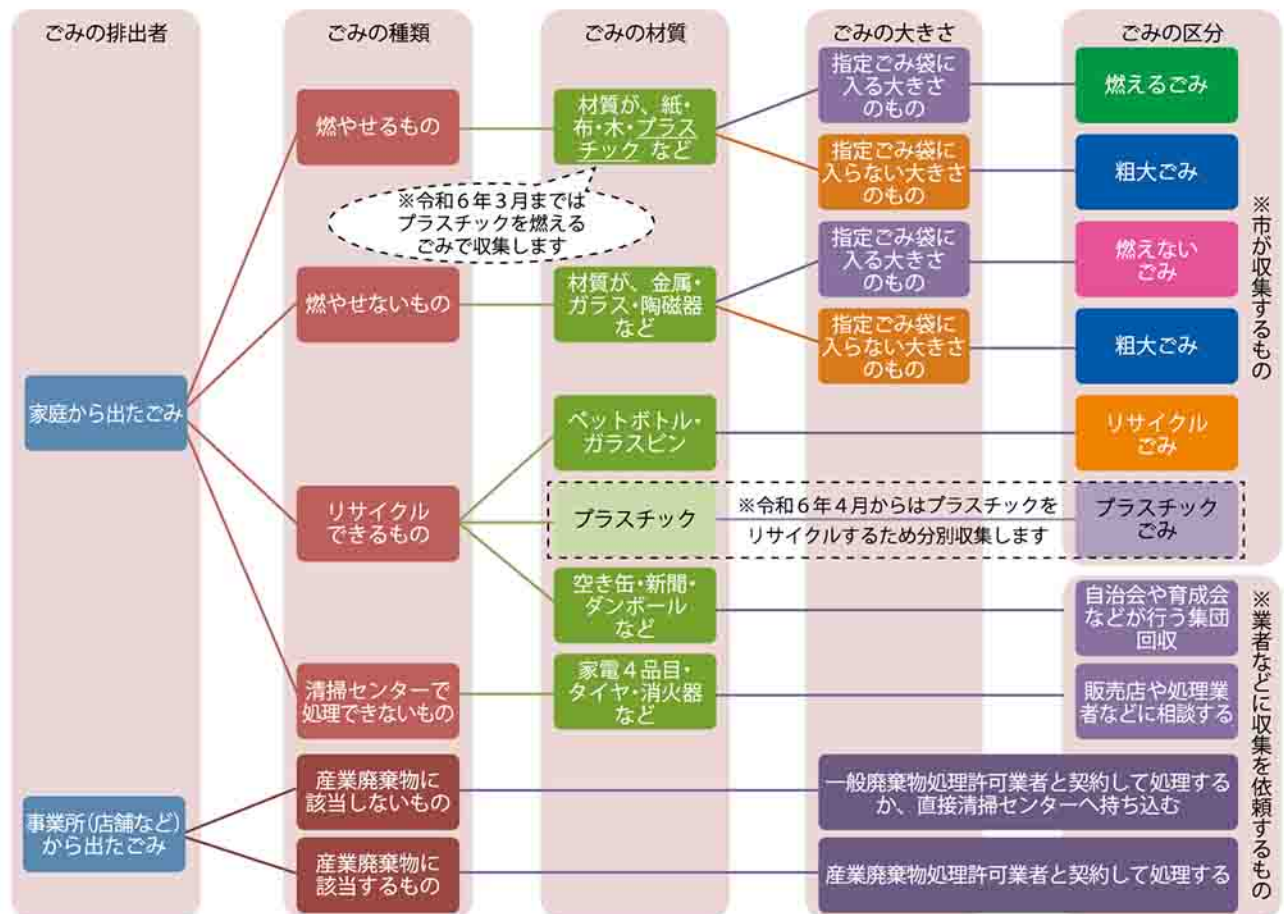 ごみの排出者
ごみの種類
ごみの材質
ごみの大きさ
ごみの区分
燃やせるもの
材質が、紙・
布・木・プラス
チック など
指定ごみ袋に
入る大きさ
のもの
燃えるごみ
指定ごみ袋に
入らない大きさ
のもの
粗大ごみ
※令和６年３月までは
プラスチックを燃える
ごみで収集します
燃やせないもの
材質が、金属・
ガラス・陶磁器
など
指定ごみ袋に
入る大きさ
のもの
燃えない
ごみ
指定ごみ袋に
入らない大きさ
のもの
粗大ごみ
※市が収集するもの
家庭から出たごみ
リサイクル
できるもの
ペットボトル・
ガラスビン
リサイクル
ごみ
プラスチック
※令和６年４月からはプラスチックを
リサイクルするため分別収集します
プラスチック
ごみ
空き缶・新聞・
ダンボール
など
自治会や育成会
などが行う集団
回収
清掃センターで
処理できないもの
家電４品目・
タイヤ・消火器
など
販売店や処理業
者などに相談する
※業者などに収集を依頼するもの
事業所（店舗など）
から出たごみ
産業廃棄物に
該当しないもの
一般廃棄物処理許可業者と契約して処理する
か、直接清掃センターへ持ち込む
産業廃棄物に
該当するもの
産業廃棄物処理許可業者と契約して処理する